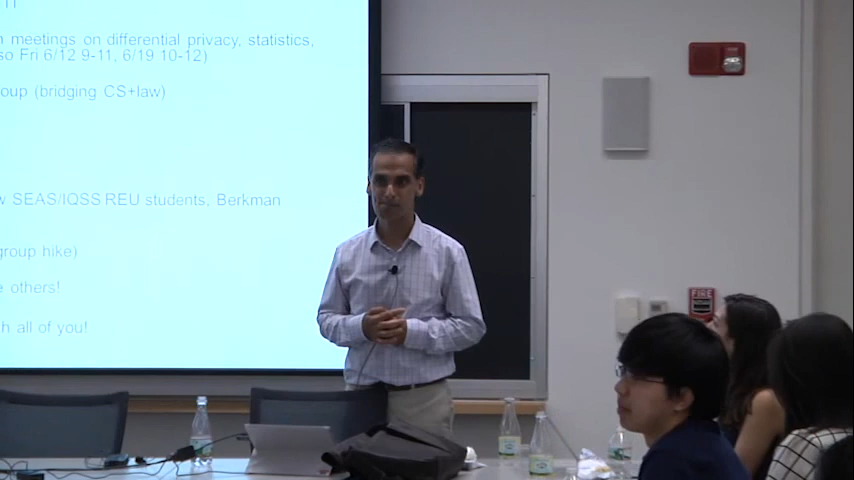 meetings on differential privacy, statistics,
so Fri 6/12 9-11, 6/19 10-12)
oup (bridging CS+law)
w SEAS/IQSS REU students, Berkman
group hike)
e others!
h all of you!
FIRE